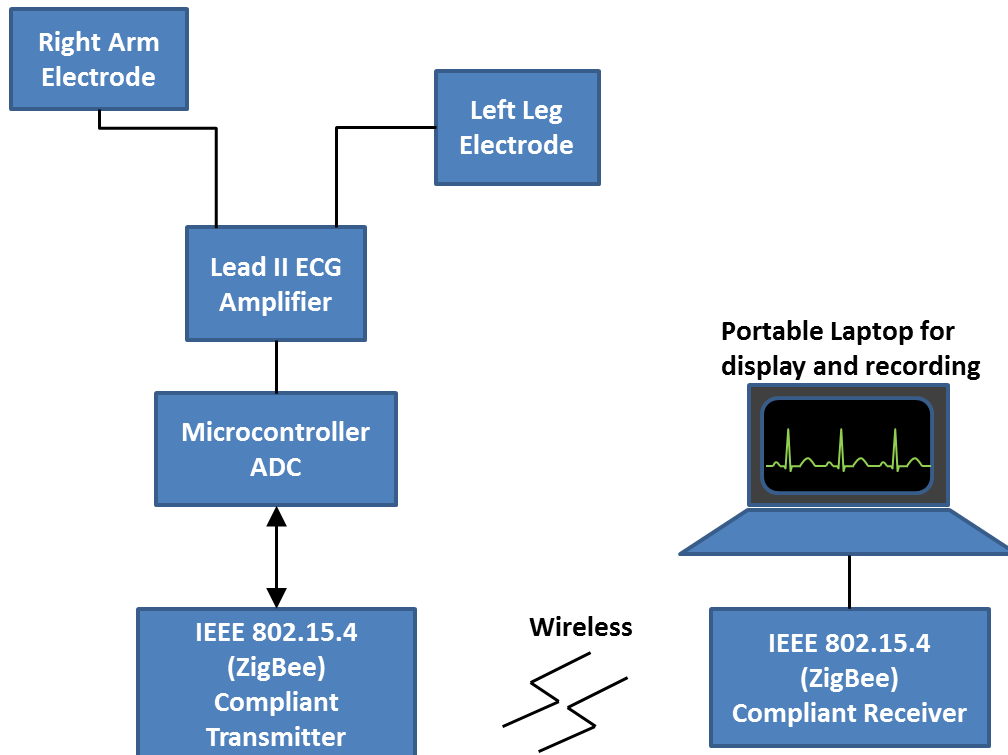 Right Arm
Electrode
Left Leg
Electrode
Lead II ECG
Amplifier
Microcontroller
ADC
IEEE 802.15.4
(ZigBee)
Compliant
Transmitter
Wireless
Portable Laptop for
display and recording
IEEE 802.15.4
(ZigBee)
Compliant Receiver